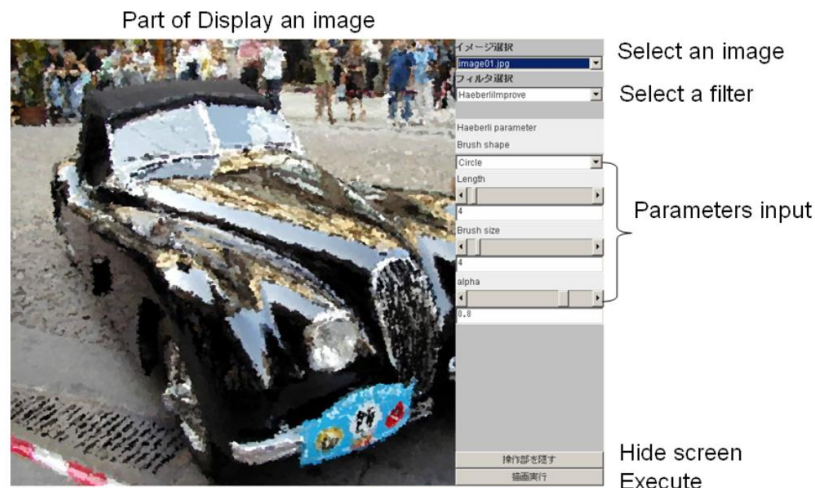 Part of Display an image
イメージ選択
Select an image
image01.jpg
フィルタ選択
Select a filter
HaeberliImprove
Haeberli parameter
Brush shape
Circle
Length
4
Parameters input
Brush size
4
alpha
0.8
操作部を隠す
Hide screen
描画実行
Execute